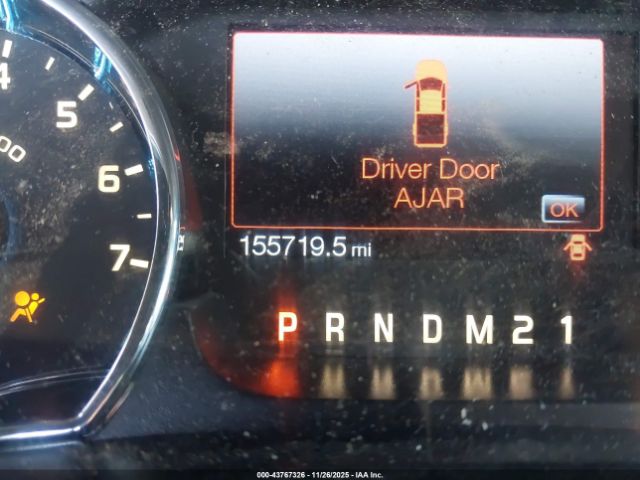 4
5
6
7
00
Driver Door
AJAR
OK
155719.5 mi
P R N D M 2 1
000-43767326 - 11/26/2025 - IAA Inc.